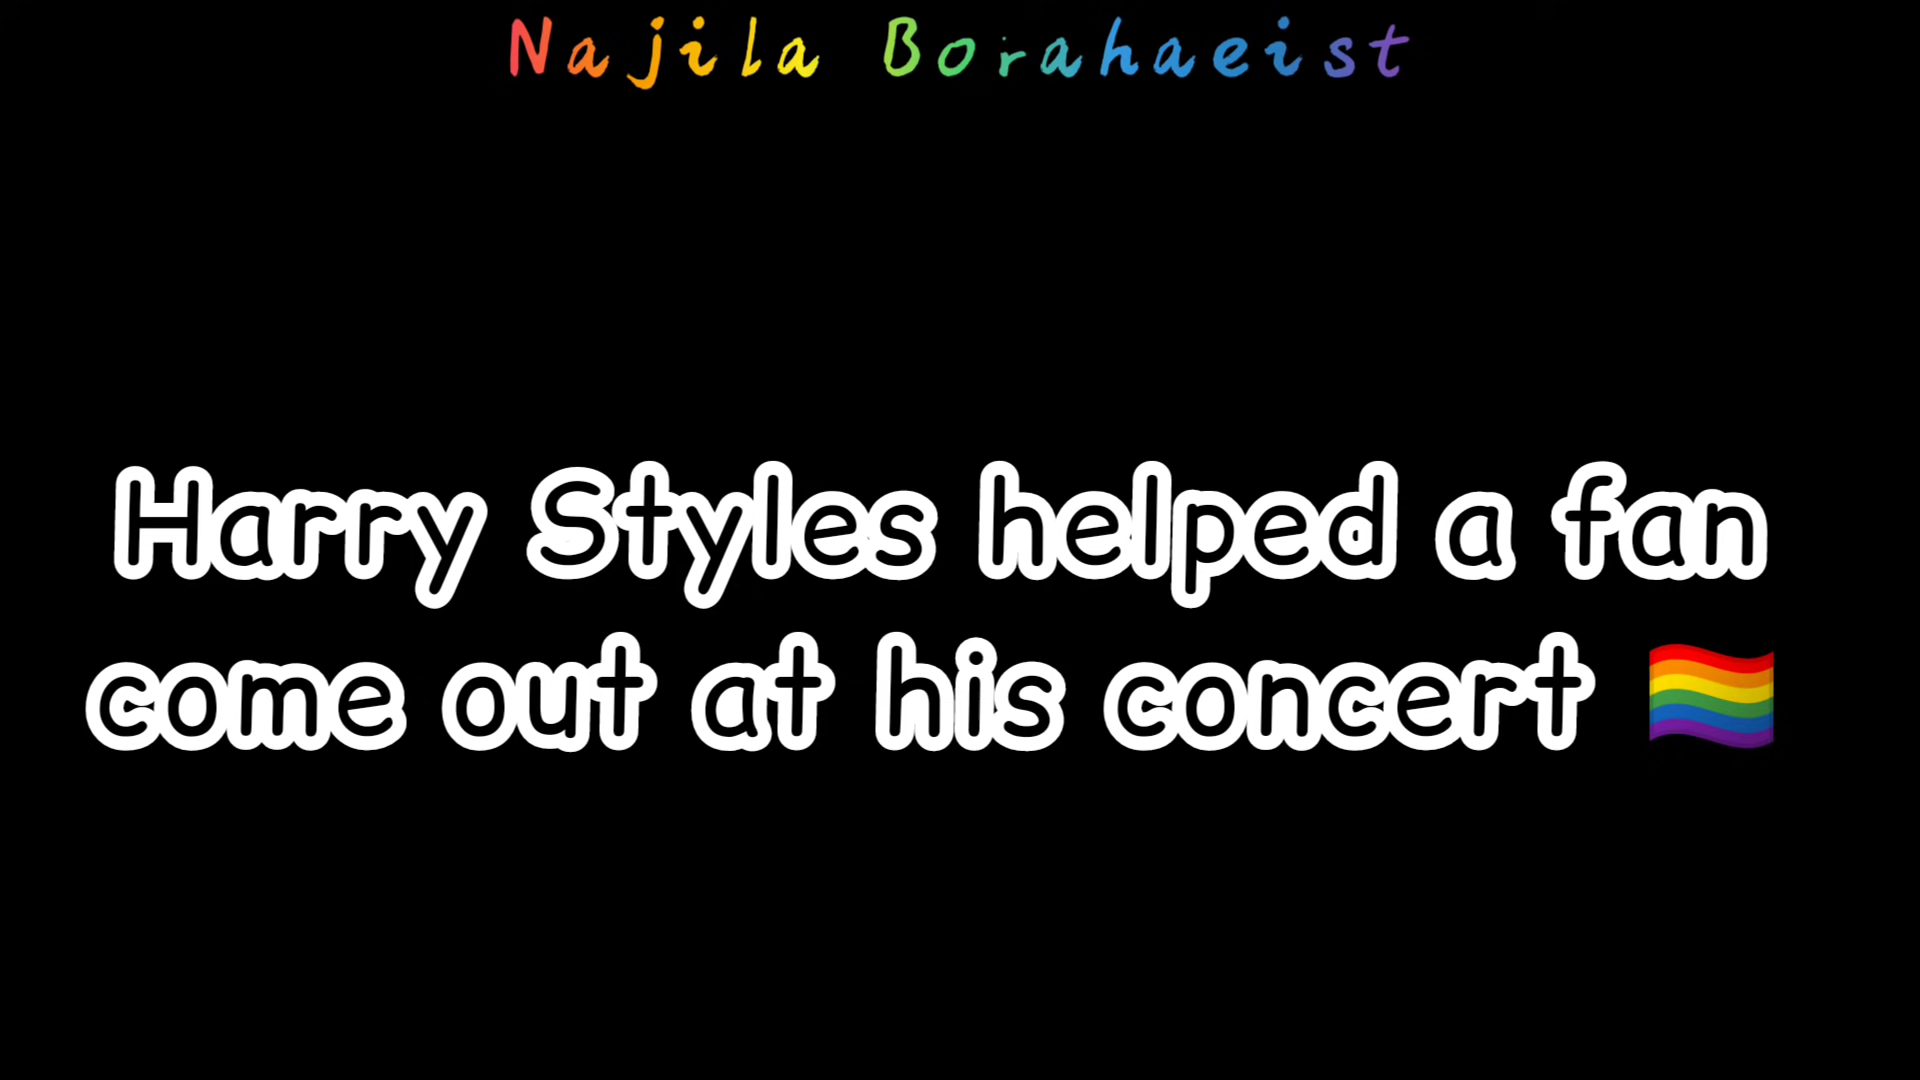 Najila Borahaeist
Harry Styles helped a fan
come out at his concert 🏳️‍🌈